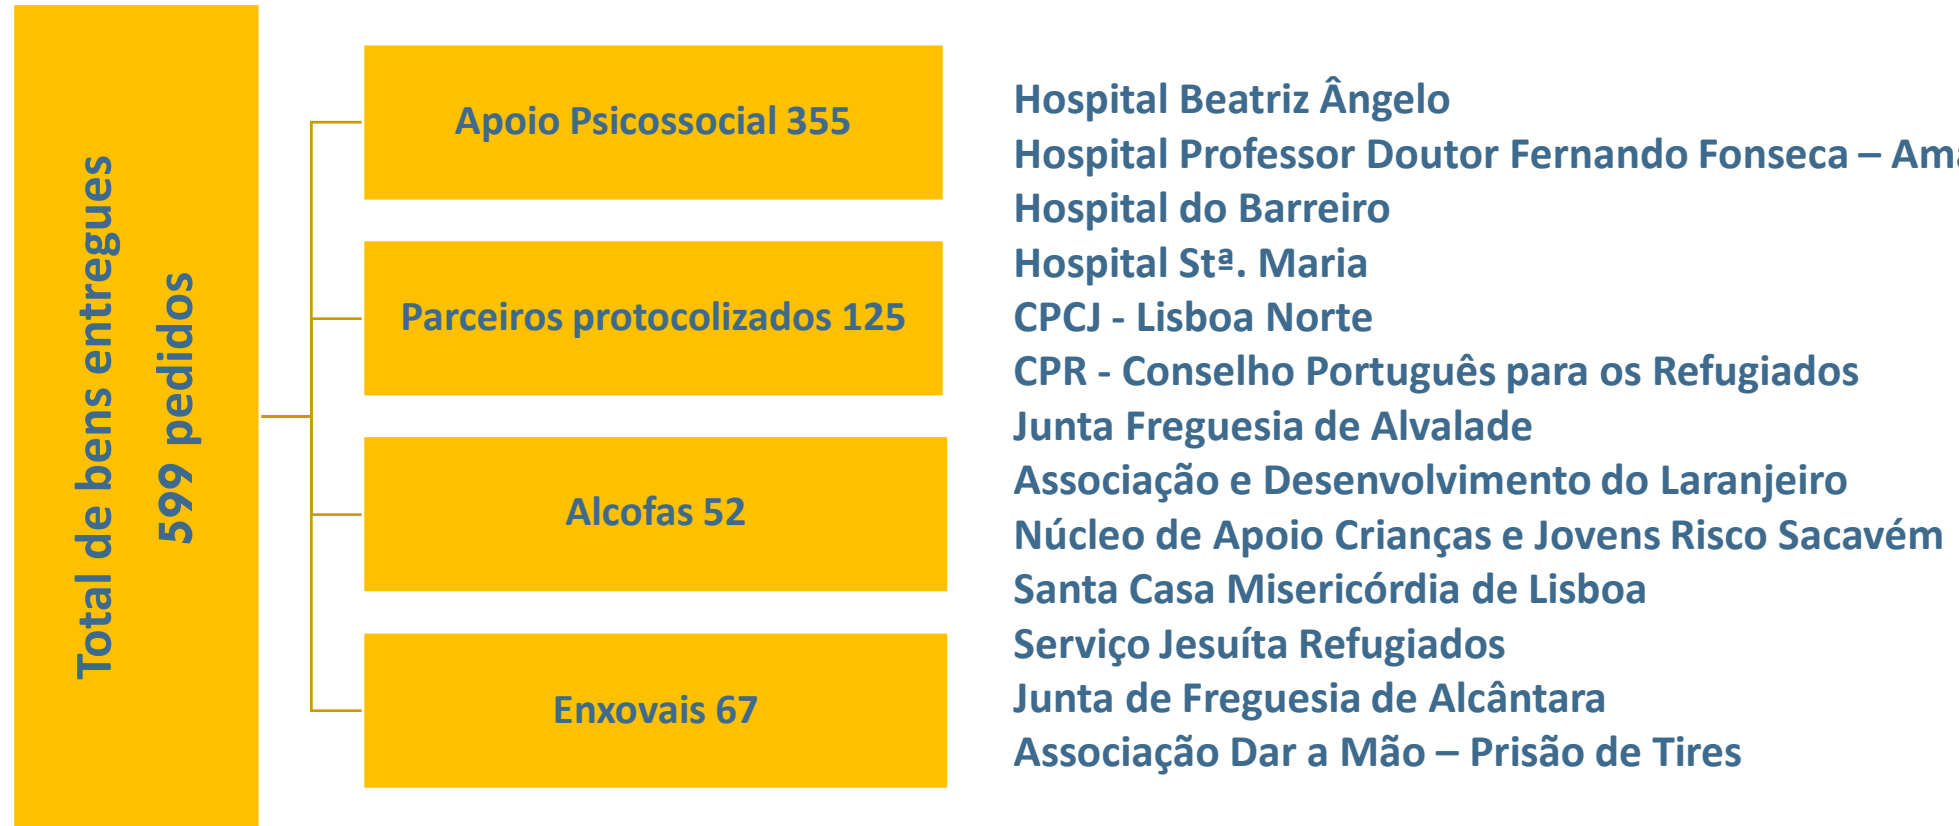 Total de bens entregues
599 pedidos
Apoio Psicossocial 355
Parceiros protocolizados 125
Alcofas 52
Enxovais 67
Hospital Beatriz Ângelo
Hospital Professor Doutor Fernando Fonseca –
Hospital do Barreiro
Hospital Stª. Maria
CPCJ - Lisboa Norte
CPR - Conselho Português para os Refugiados
Junta Freguesia de Alvalade
Associação e Desenvolvimento do Laranjeiro
Núcleo de Apoio Crianças e Jovens Risco Sacavém
Santa Casa Misericórdia de Lisboa
Serviço Jesuíta Refugiados
Junta de Freguesia de Alcântara
Associação Dar a Mão – Prisão de Tires